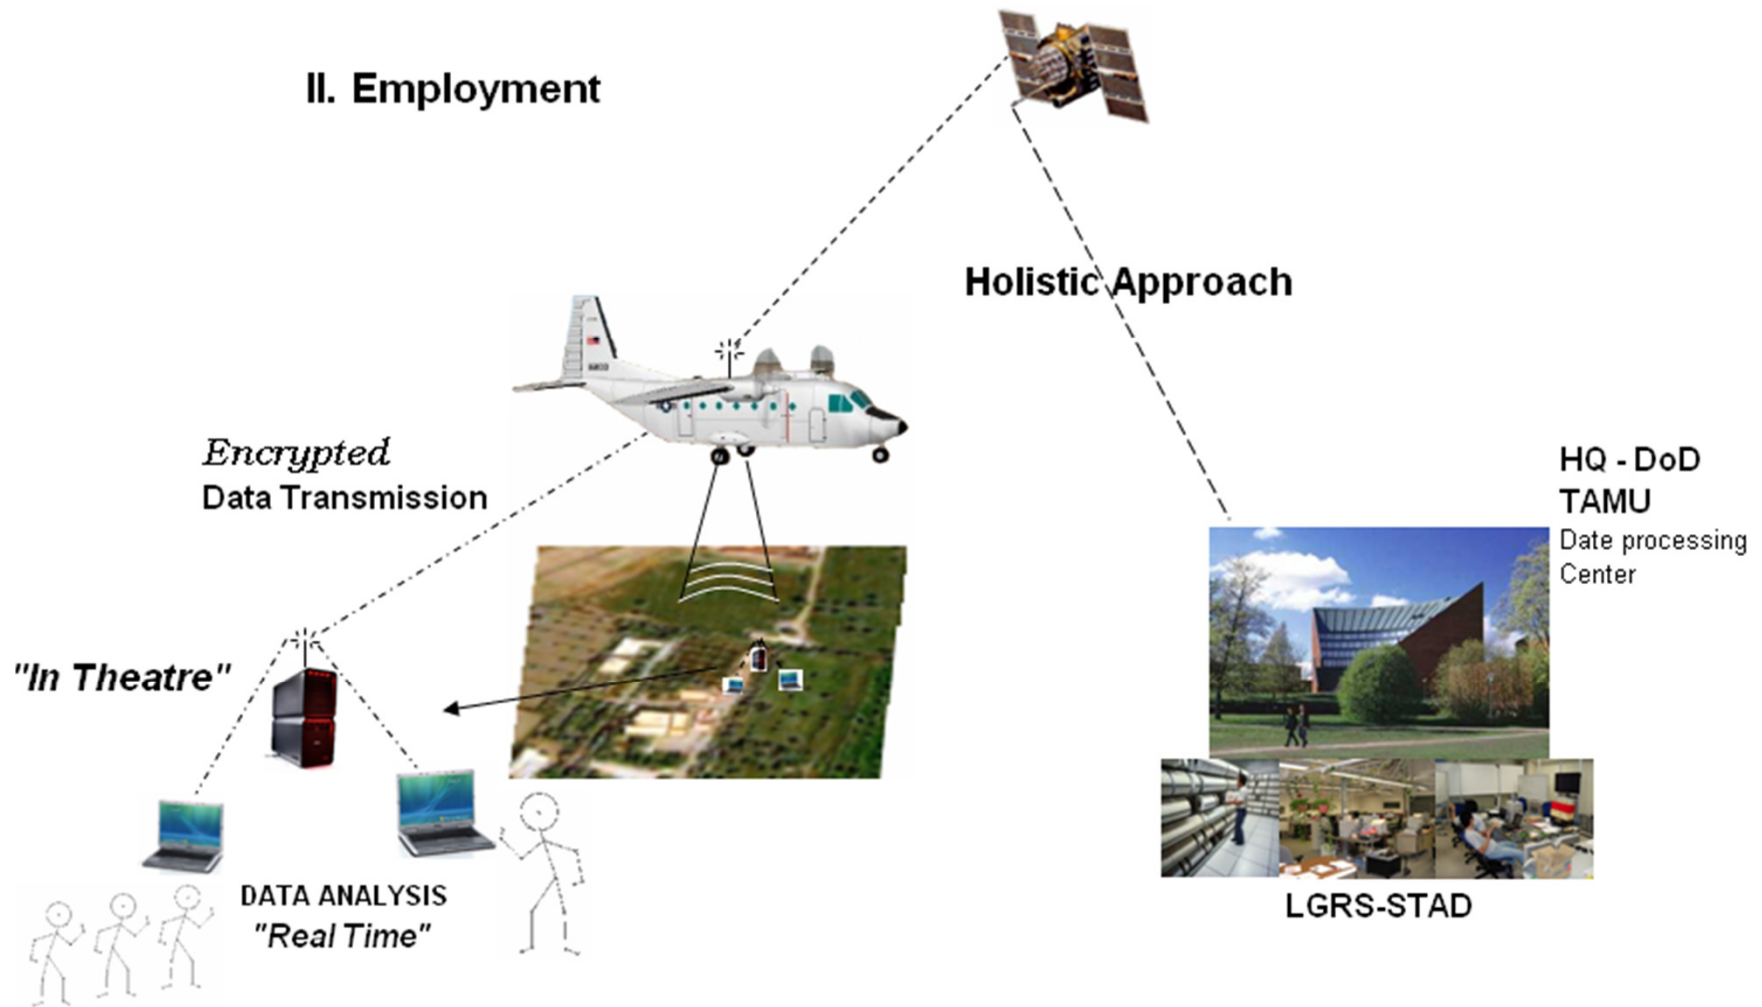 II. Employment
Holistic Approach
Encrypted
Data Transmission
HQ - DoD
TAMU
Date processing
Center
"In Theatre"
DATA ANALYSIS
"Real Time"
LGRS-STAD